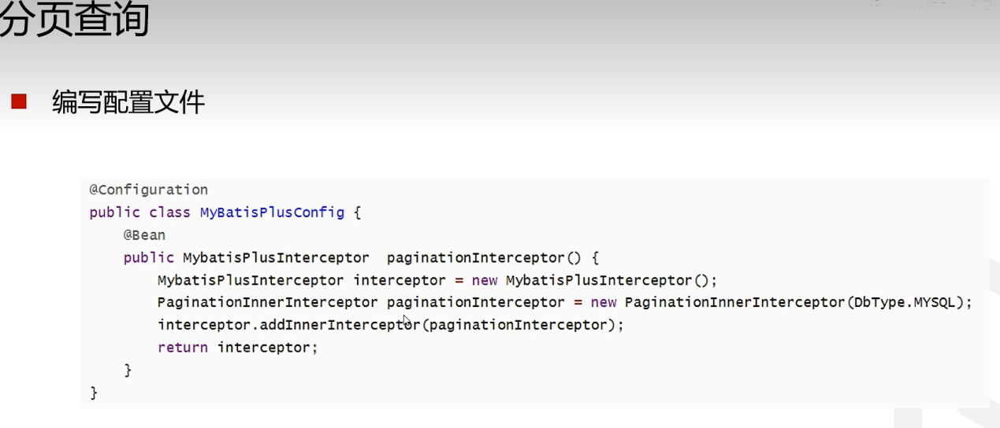 分页查询
编写配置文件
@Configuration
public class MyBatisPlusConfig {
@Bean
public MybatisPlusInterceptor  paginationInterceptor() {
MybatisPlusInterceptor interceptor = new MybatisPlusInterceptor();
PaginationInnerInterceptor paginationInterceptor = new PaginationInnerInterceptor(DbType.MYSQL);
interceptor.addInnerInterceptor(paginationInterceptor);
return interceptor;
}
}